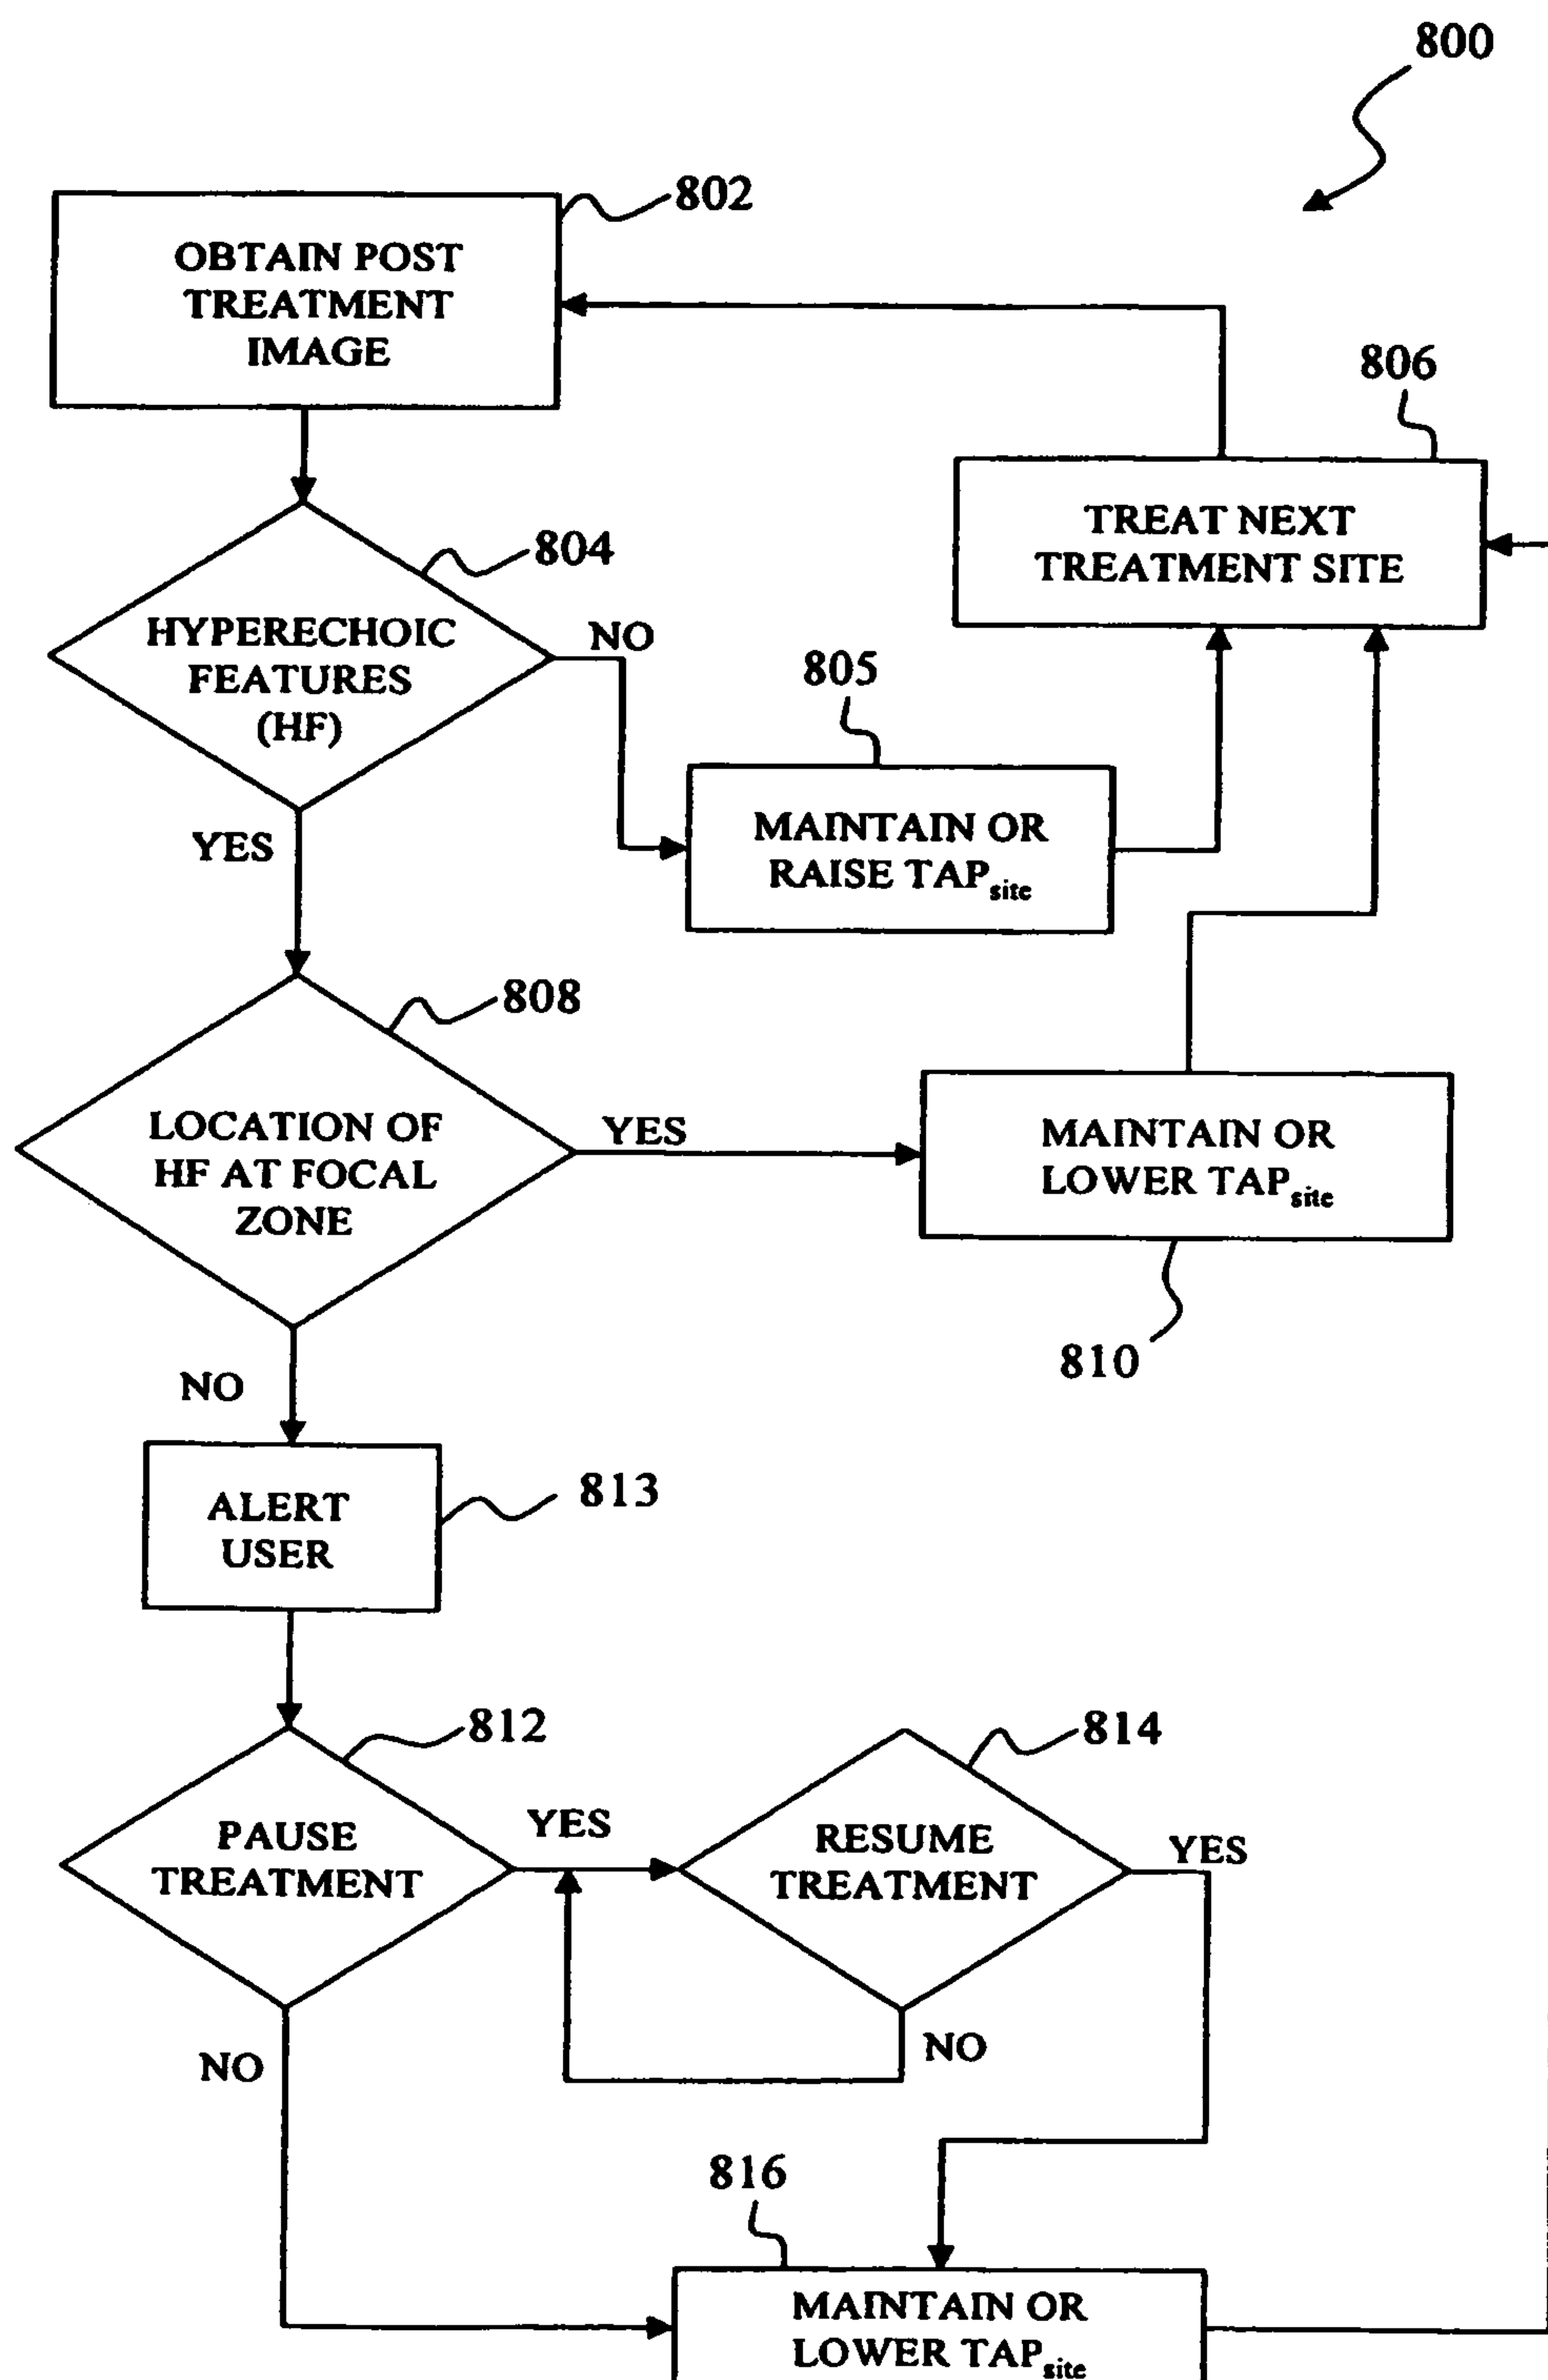 800
802
OBTAIN POST
TREATMENT
IMAGE
806
TREAT NEXT
TREATMENT SITE
804
HYPERECHOIC
FEATURES
(HF)
NO
805
MAINTAIN OR
RAISE TAPsite
YES
808
LOCATION OF
HF AT FOCAL
ZONE
YES
MAINTAIN OR
LOWER TAPsite
810
NO
813
ALERT
USER
812
PAUSE
TREATMENT
YES
814
RESUME
TREATMENT
YES
NO
NO
816
MAINTAIN OR
LOWER TAPsite